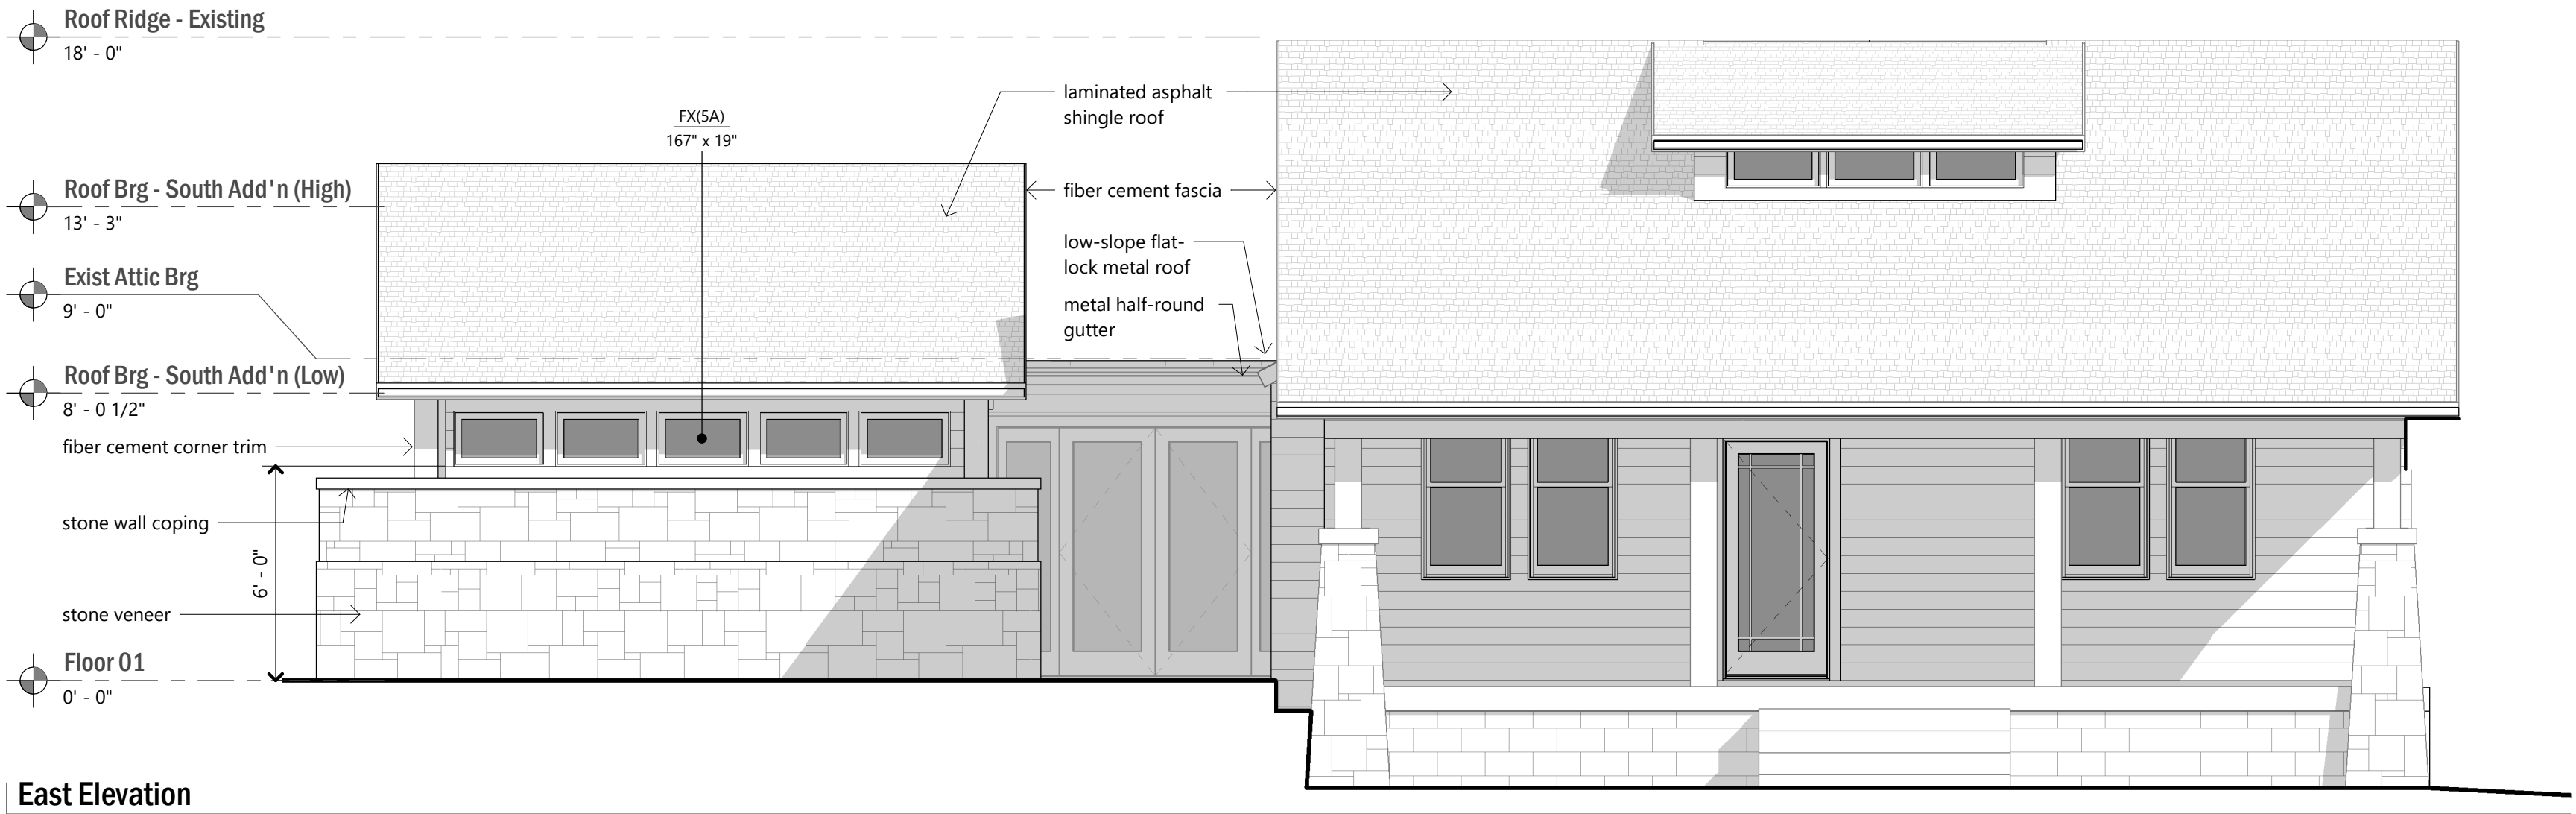 Roof Ridge - Existing
18' - 0"
laminated asphalt
shingle roof
FX(5A)
167" x 19"
Roof Brg - South Add'n (High)
13' - 3"
fiber cement fascia
low-slope flat-
lock metal roof
Exist Attic Brg
9' - 0"
metal half-round
gutter
Roof Brg - South Add'n (Low)
8' - 0 1/2"
fiber cement corner trim
stone wall coping
6' - 0"
stone veneer
Floor 01
0' - 0"
East Elevation